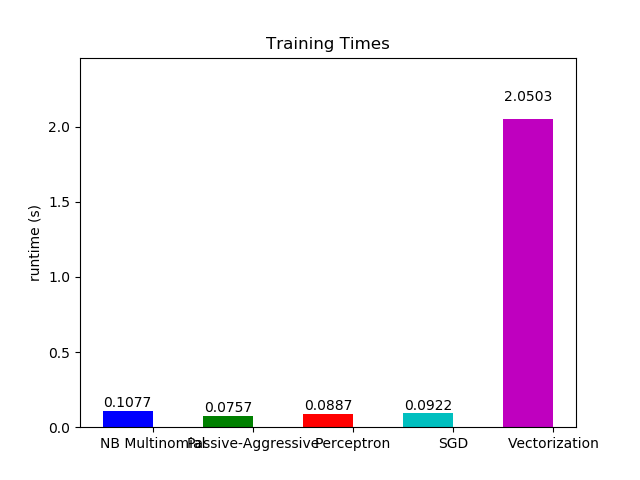 Training Times
runtime (s)
2.0
1.5
1.0
0.5
0.0
0.1077
0.0757
0.0887
0.0922
2.0503
NB Multinomial
Passive-Aggressive
Perceptron
SGD
Vectorization